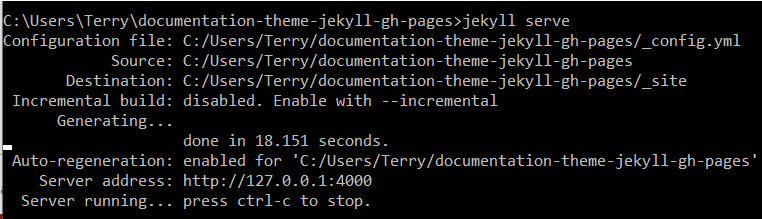 C:\Users\Terry\documentation-theme-jekyll-gh-pages>jekyll serve
Configuration file: C:/Users/Terry/documentation-theme-jekyll-gh-pages/_config.yml
Source: C:/Users/Terry/documentation-theme-jekyll-gh-pages
Destination: C:/Users/Terry/documentation-theme-jekyll-gh-pages/_site
Incremental build: disabled. Enable with --incremental
Generating...
done in 18.151 seconds.
Auto-regeneration: enabled for 'C:/Users/Terry/documentation-theme-jekyll-gh-pages'
Server address: http://127.0.0.1:4000
Server running... press ctrl-c to stop.